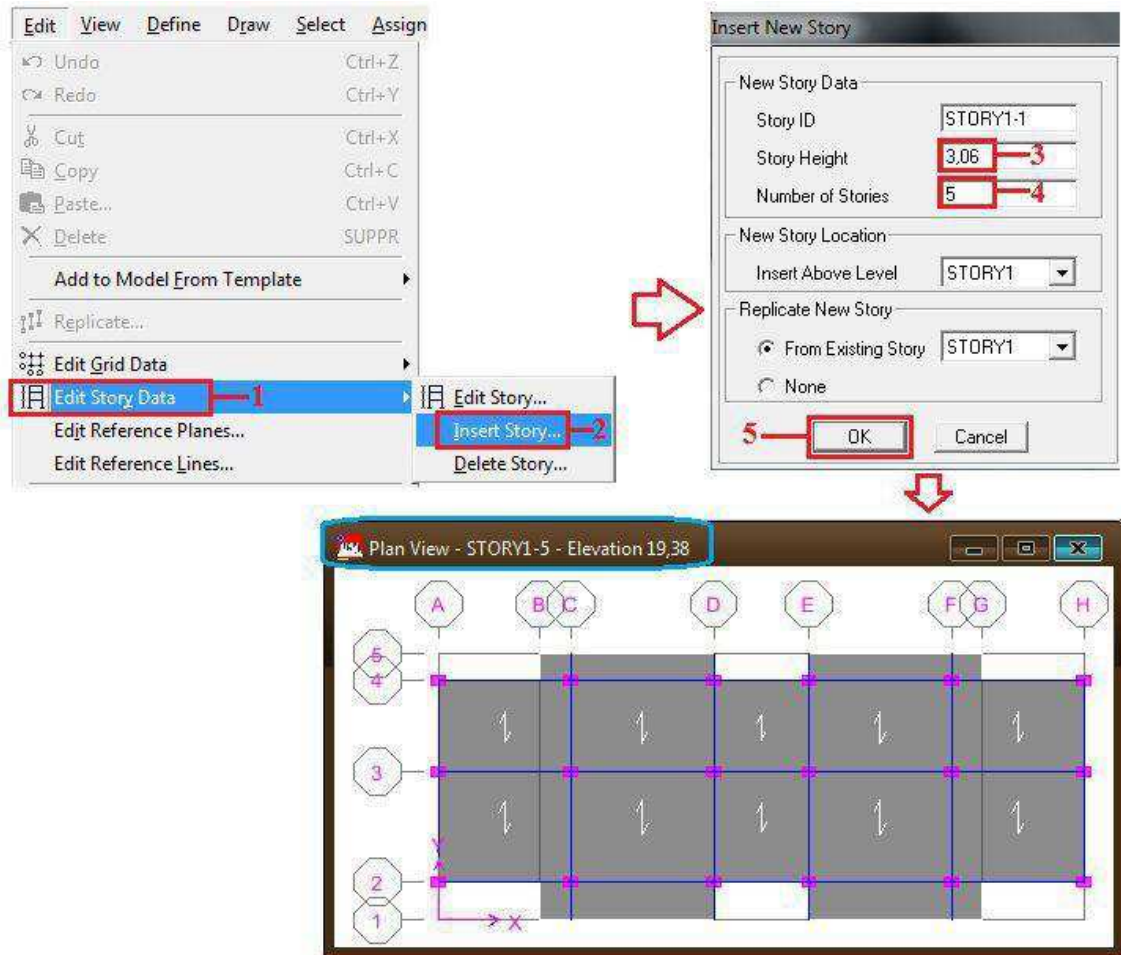 Edit View Define Draw Select Assign
Undo Ctrl+Z
Redo Ctrl+Y
Cut Ctrl+X
Copy Ctrl+C
Paste... Ctrl+V
Delete SUPPR
Add to Model From Template
Replicate...
Edit Grid Data
Edit Story Data 1
Edit Reference Planes...
Edit Reference Lines...
Edit Story...
Insert Story... 2
Delete Story...
Insert New Story
New Story Data
Story ID STORY1-1
Story Height 3,06 3
Number of Stories 5 4
New Story Location
Insert Above Level STORY1
Replicate New Story
From Existing Story STORY1
None
5 OK Cancel
Plan View - STORY1-5 - Elevation 19,38
A B C D E F G H
5
4
3
Y
2
1 X